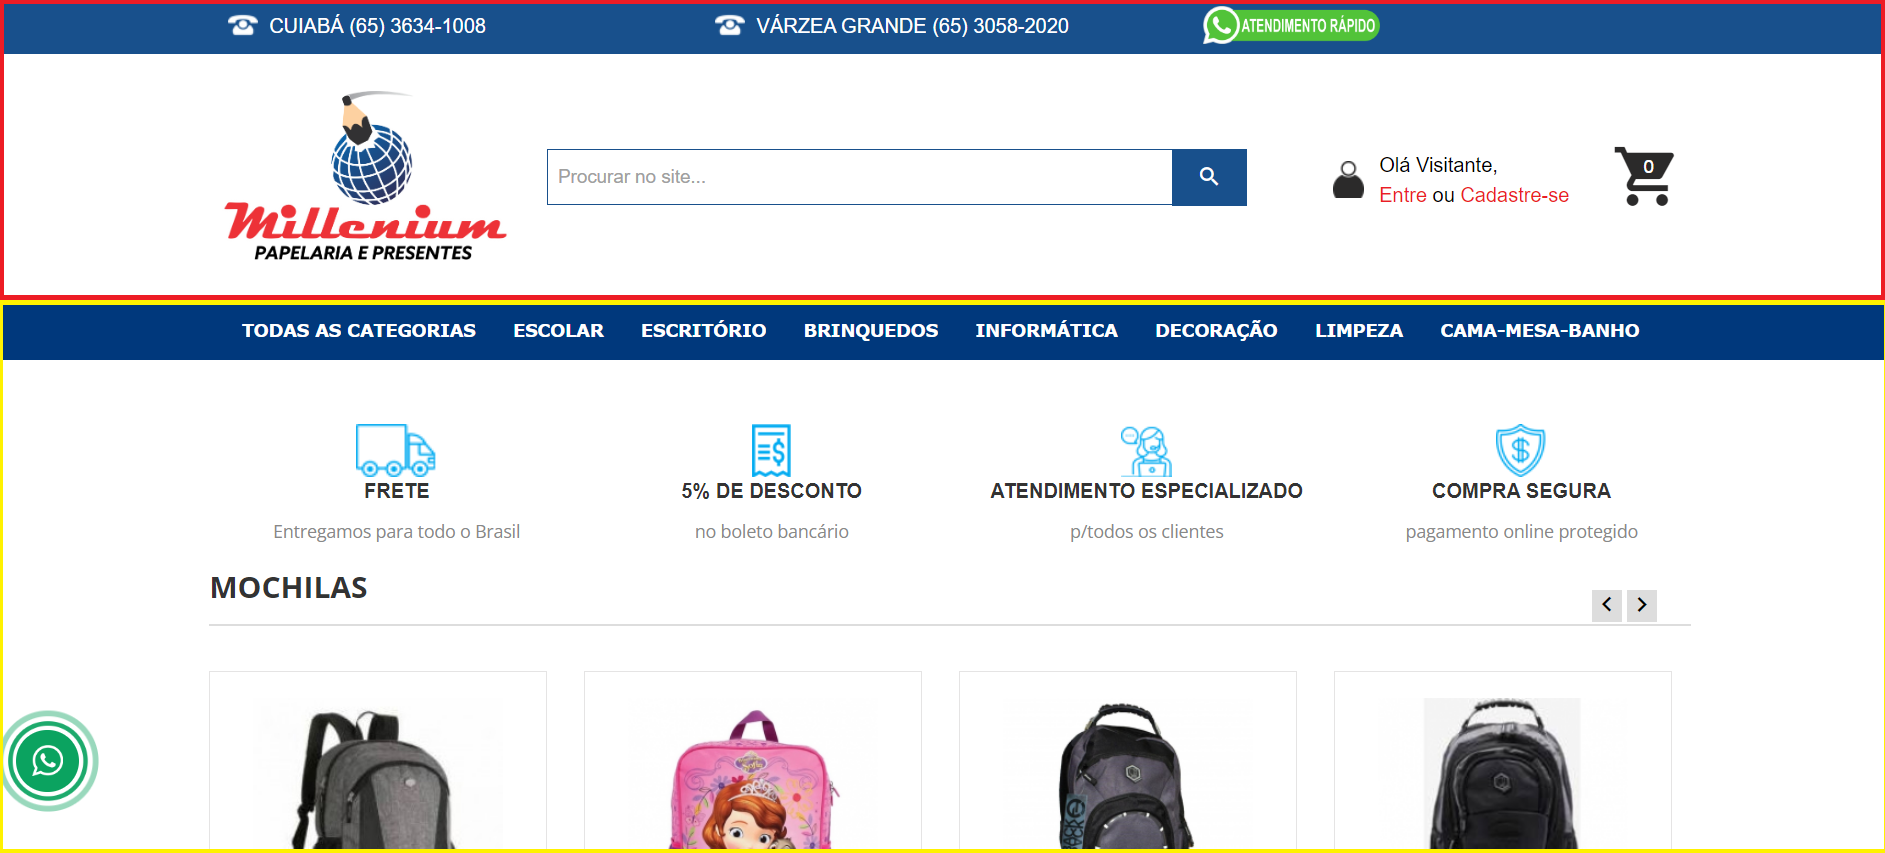 CUIABÁ (65) 3634-1008
VÁRZEA GRANDE (65) 3058-2020
ATENDIMENTO RÁPIDO
Millenium
PAPELARIA E PRESENTES
Procurar no site...
Olá Visitante,
Entre ou Cadastre-se
0
TODAS AS CATEGORIAS ESCOLAR ESCRITÓRIO BRINQUEDOS INFORMÁTICA DECORAÇÃO LIMPEZA CAMA-MESA-BANHO
FRETE
Entregamos para todo o Brasil
5% DE DESCONTO
no boleto bancário
ATENDIMENTO ESPECIALIZADO
p/todos os clientes
COMPRA SEGURA
pagamento online protegido
MOCHILAS